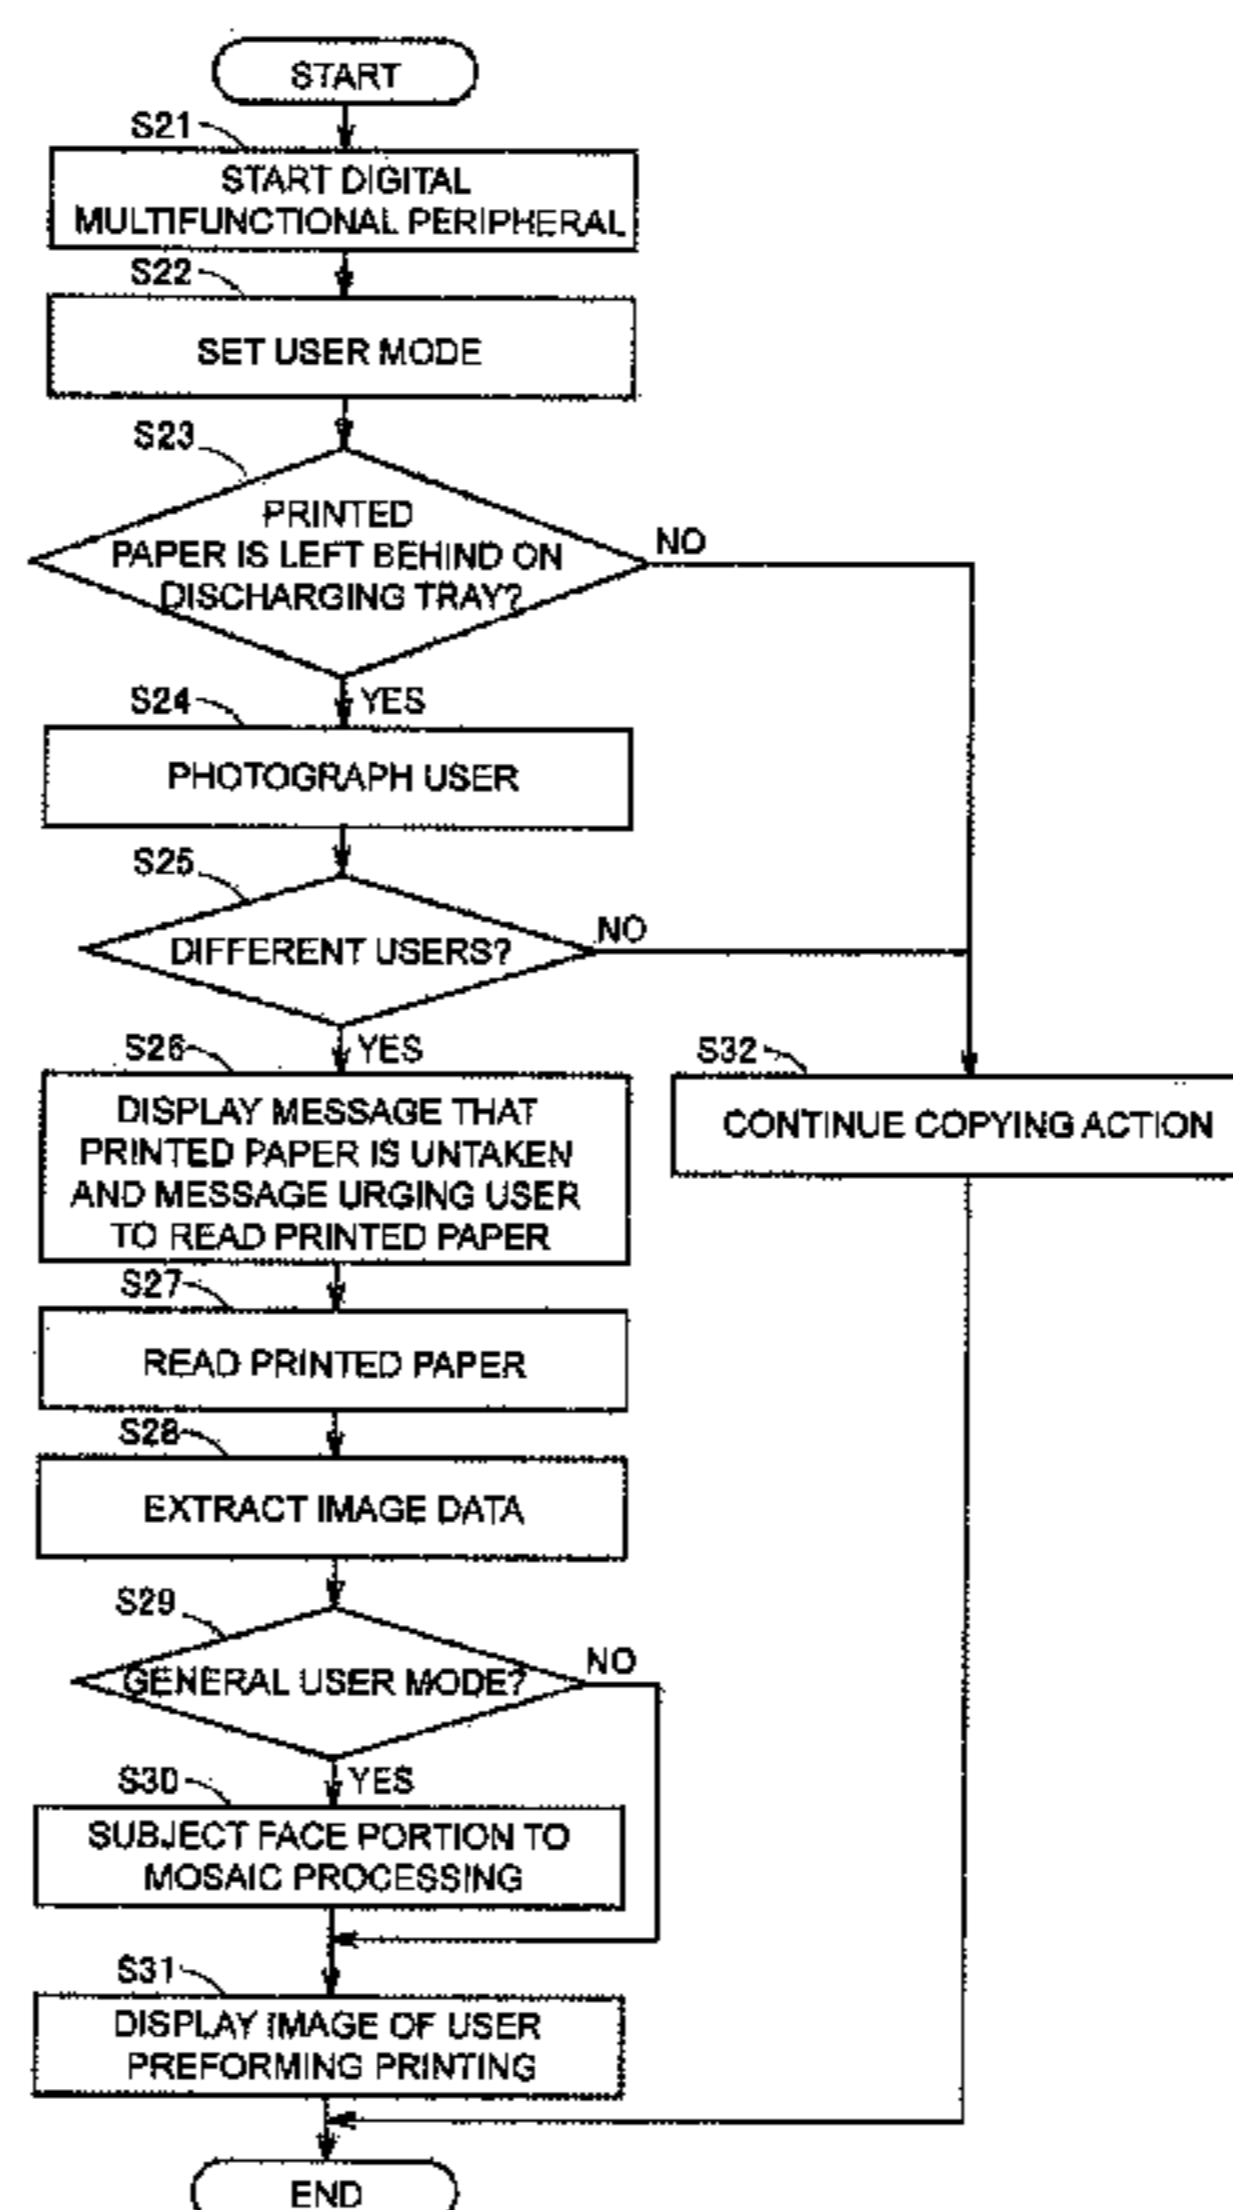 START
S21
START DIGITAL
MULTIFUNCTIONAL PERIPHERAL
S22
SET USER MODE
S23
PRINTED
PAPER IS LEFT BEHIND ON
DISCHARGING TRAY?
NO
S24
YES
PHOTOGRAPH USER
S25
DIFFERENT USERS?
NO
S26
YES
S32
DISPLAY MESSAGE THAT
PRINTED PAPER IS UNTAKEN
AND MESSAGE URGING USER
TO READ PRINTED PAPER
CONTINUE COPYING ACTION
S27
READ PRINTED PAPER
S28
EXTRACT IMAGE DATA
S29
GENERAL USER MODE?
NO
S30
YES
SUBJECT FACE PORTION TO
MOSAIC PROCESSING
S31
DISPLAY IMAGE OF USER
PREFORMING PRINTING
END